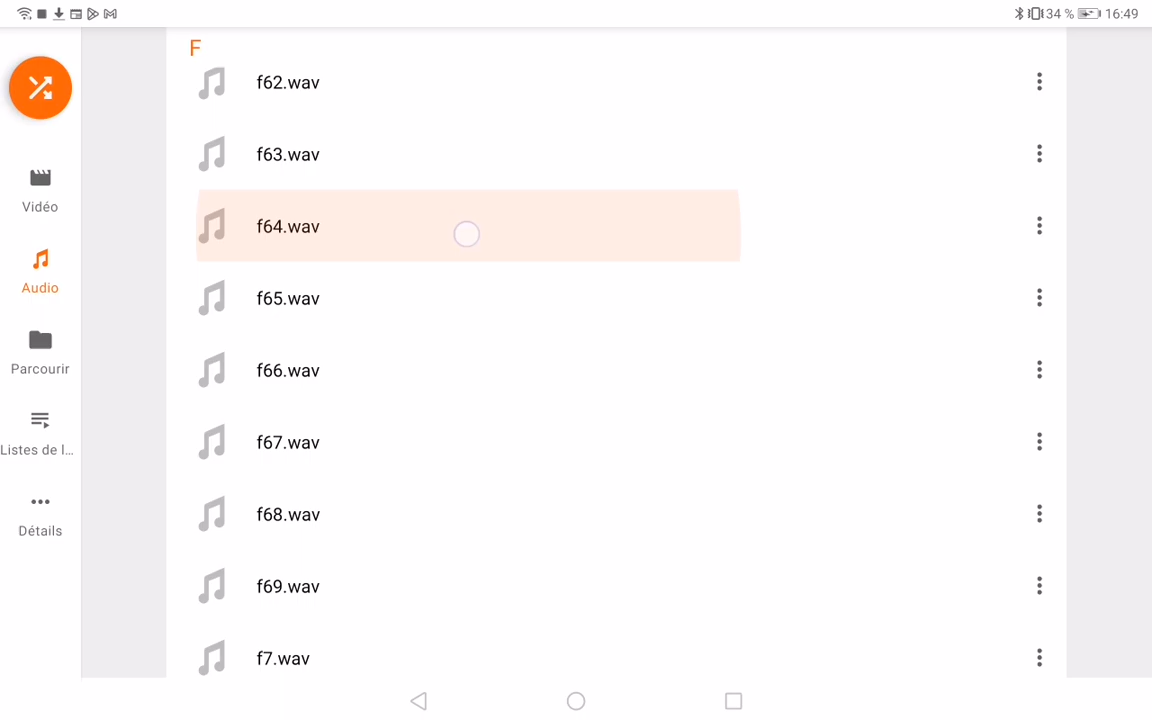 34 % 16:49
F
f62.wav
f63.wav
Vidéo
f64.wav
Audio
f65.wav
Parcourir
f66.wav
Listes de l...
f67.wav
f68.wav
Détails
f69.wav
f7.wav